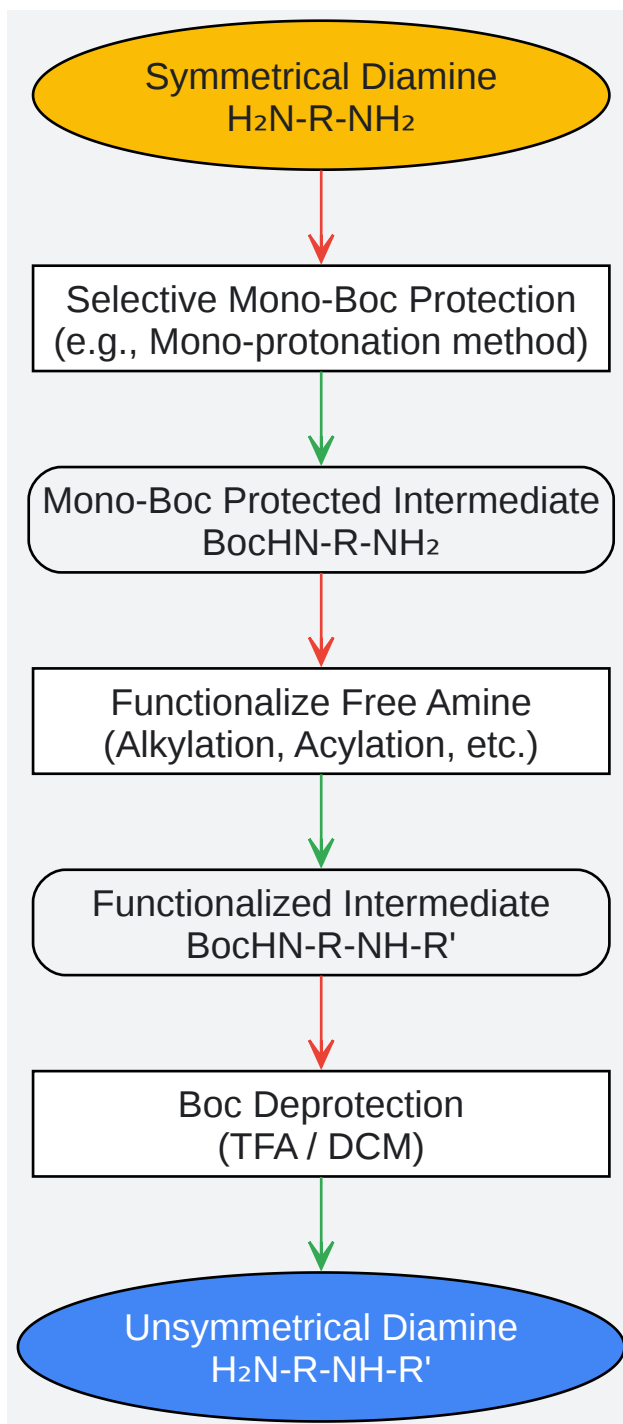 Symmetrical Diamine
H₂N-R-NH₂
Selective Mono-Boc Protection
(e.g., Mono-protonation method)
Mono-Boc Protected Intermediate
BocHN-R-NH₂
Functionalize Free Amine
(Alkylation, Acylation, etc.)
Functionalized Intermediate
BocHN-R-NH-R'
Boc Deprotection
(TFA / DCM)
Unsymmetrical Diamine
H₂N-R-NH-R'